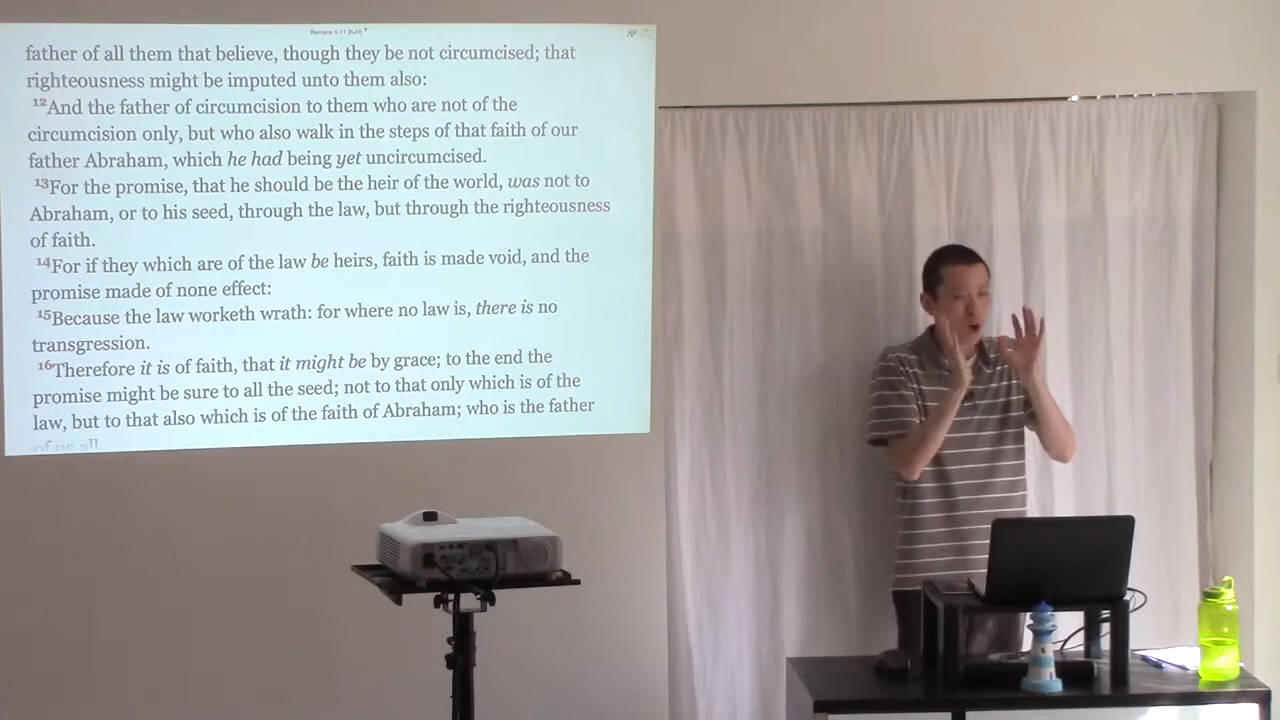 Romans 4:11 (KJV)
father of all them that believe, though they be not circumcised; that
righteousness might be imputed unto them also:
12And the father of circumcision to them who are not of the
circumcision only, but who also walk in the steps of that faith of our
father Abraham, which he had being yet uncircumcised.
13For the promise, that he should be the heir of the world, was not to
Abraham, or to his seed, through the law, but through the righteousness
of faith.
14For if they which are of the law be heirs, faith is made void, and the
promise made of none effect:
15Because the law worketh wrath: for where no law is, there is no
transgression.
16Therefore it is of faith, that it might be by grace; to the end the
promise might be sure to all the seed; not to that only which is of the
law, but to that also which is of the faith of Abraham; who is the father
of us all